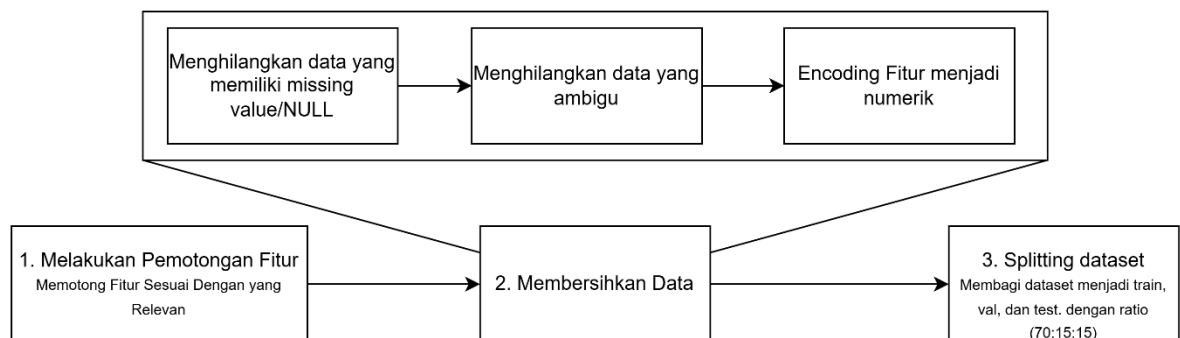 Menghilangkan data yang
memiliki missing
value/NULL
Menghilangkan data yang
ambigu
Encoding Fitur menjadi
numerik
1. Melakukan Pemotongan Fitur
Memotong Fitur Sesuai Dengan yang
Relevan
2. Membersihkan Data
3. Splitting dataset
Membagi dataset menjadi train,
val, dan test. dengan ratio
(70:15:15)